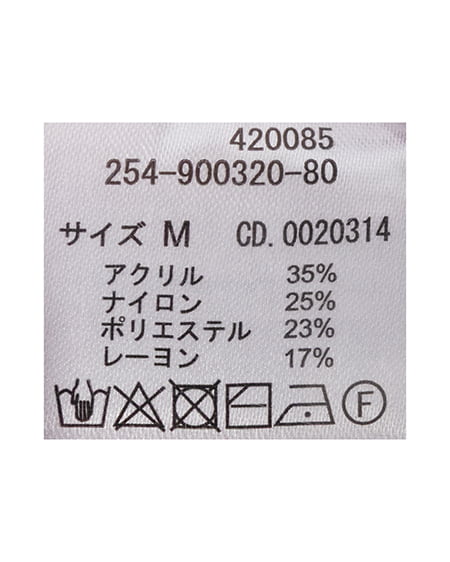 420085
254-900320-80
サイズ M CD. 0020314
アクリル 35%
ナイロン 25%
ポリエステル 23%
レーヨン 17%
F